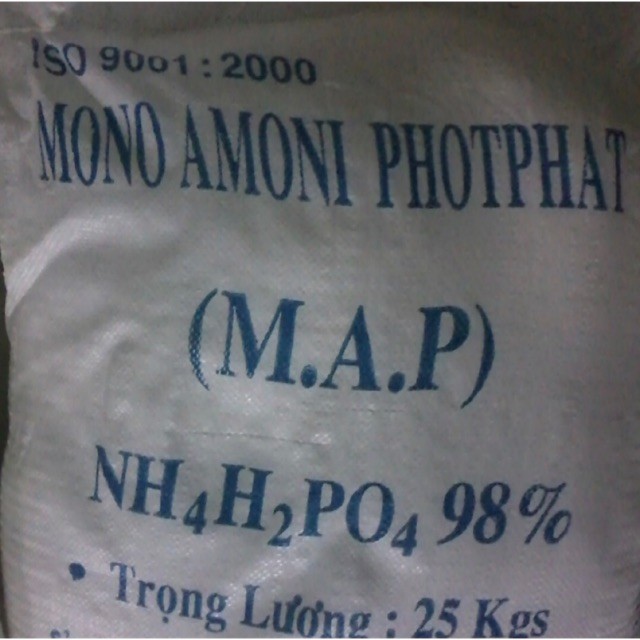 ISO 9001 : 2000
MONO AMONI PHOTPHAT
(M.A.P)
NH₄H₂PO₄ 98%
• Trọng Lượng : 25 Kgs